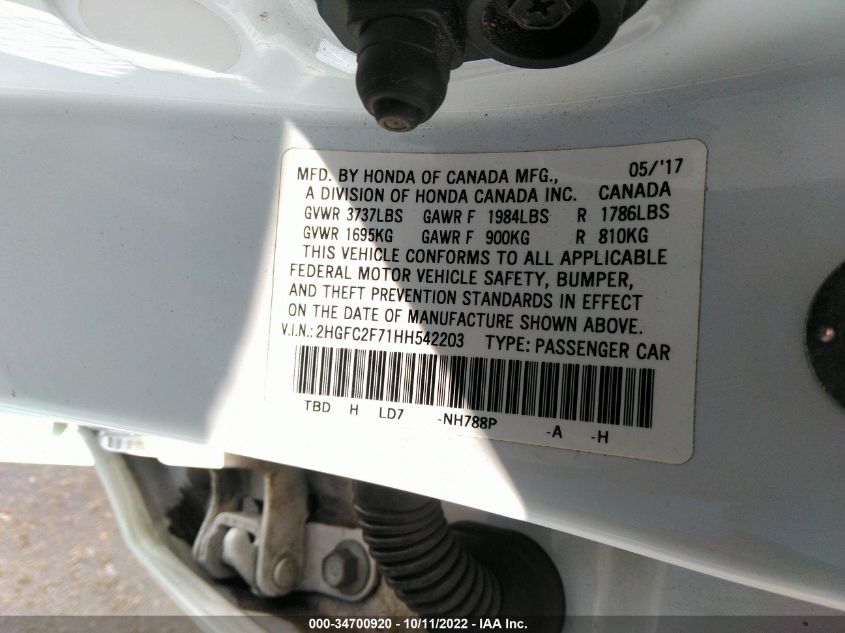 MFD. BY HONDA OF CANADA MFG., 05/'17
A DIVISION OF HONDA CANADA INC. CANADA
GVWR 3737LBS GAWR F 1984LBS R 1786LBS
GVWR 1695KG GAWR F 900KG R 810KG
THIS VEHICLE CONFORMS TO ALL APPLICABLE
FEDERAL MOTOR VEHICLE SAFETY, BUMPER,
AND THEFT PREVENTION STANDARDS IN EFFECT
ON THE DATE OF MANUFACTURE SHOWN ABOVE.
V.I.N.: 2HGFC2F71HH542203 TYPE: PASSENGER CAR
TBD H LD7 -NH788P -A -H
000-34700920 - 10/11/2022 - IAA Inc.